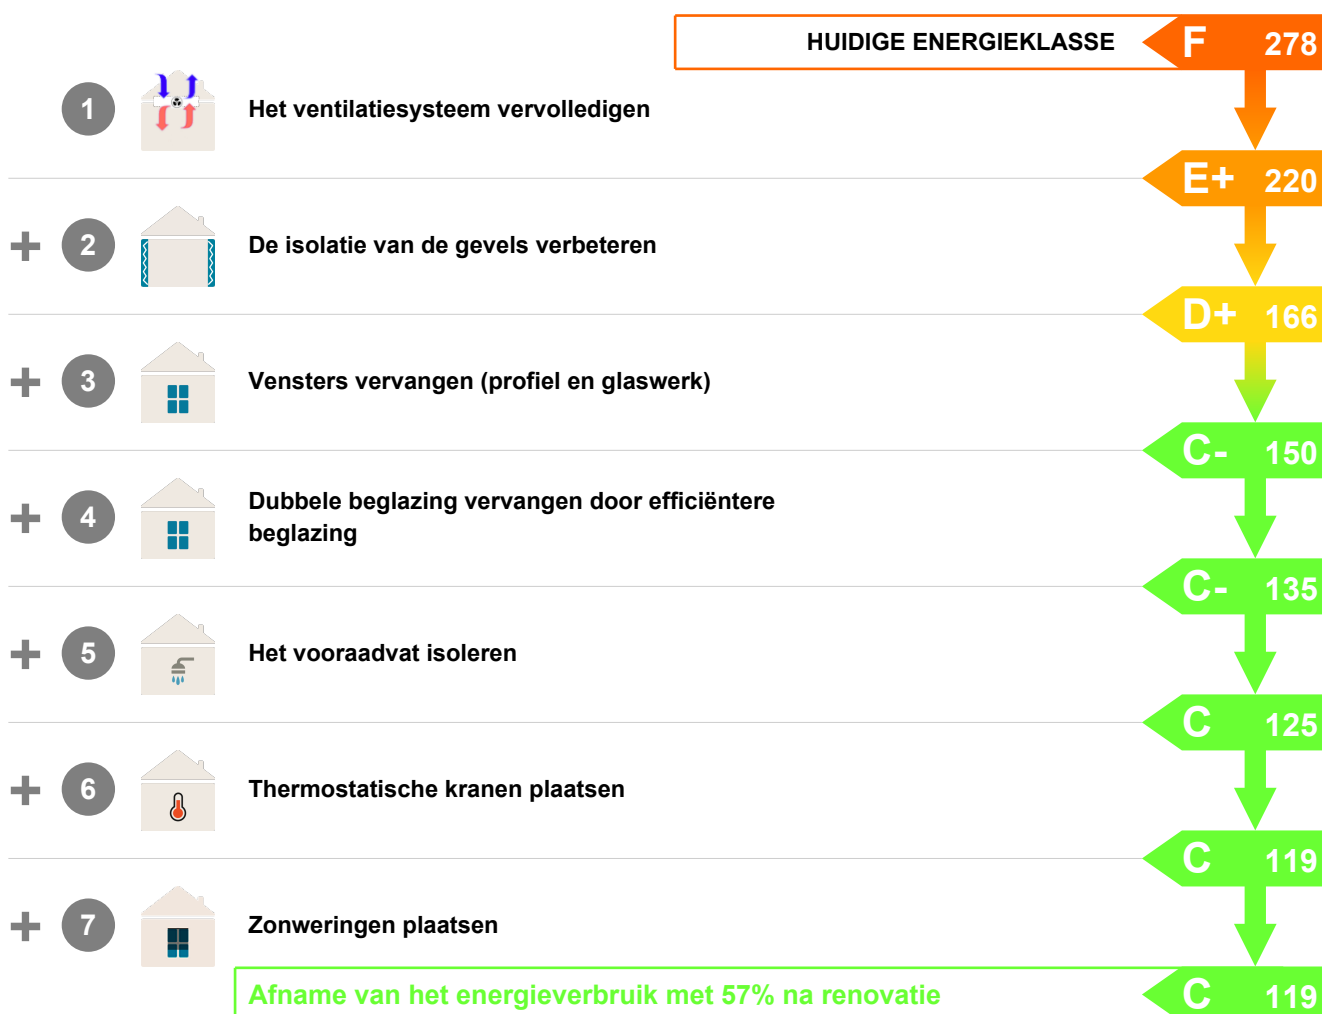 HUIDIGE ENERGIEKLASSE F 278
1 Het ventilatiesysteem vervolledigen
E+ 220
+ 2 De isolatie van de gevels verbeteren
D+ 166
+ 3 Vensters vervangen (profiel en glaswerk)
C- 150
+ 4 Dubbele beglazing vervangen door efficiëntere
beglazing
C- 135
+ 5 Het vooraadvat isoleren
C 125
+ 6 Thermostatische kranen plaatsen
C 119
+ 7 Zonweringen plaatsen
Afname van het energieverbruik met 57% na renovatie C 119